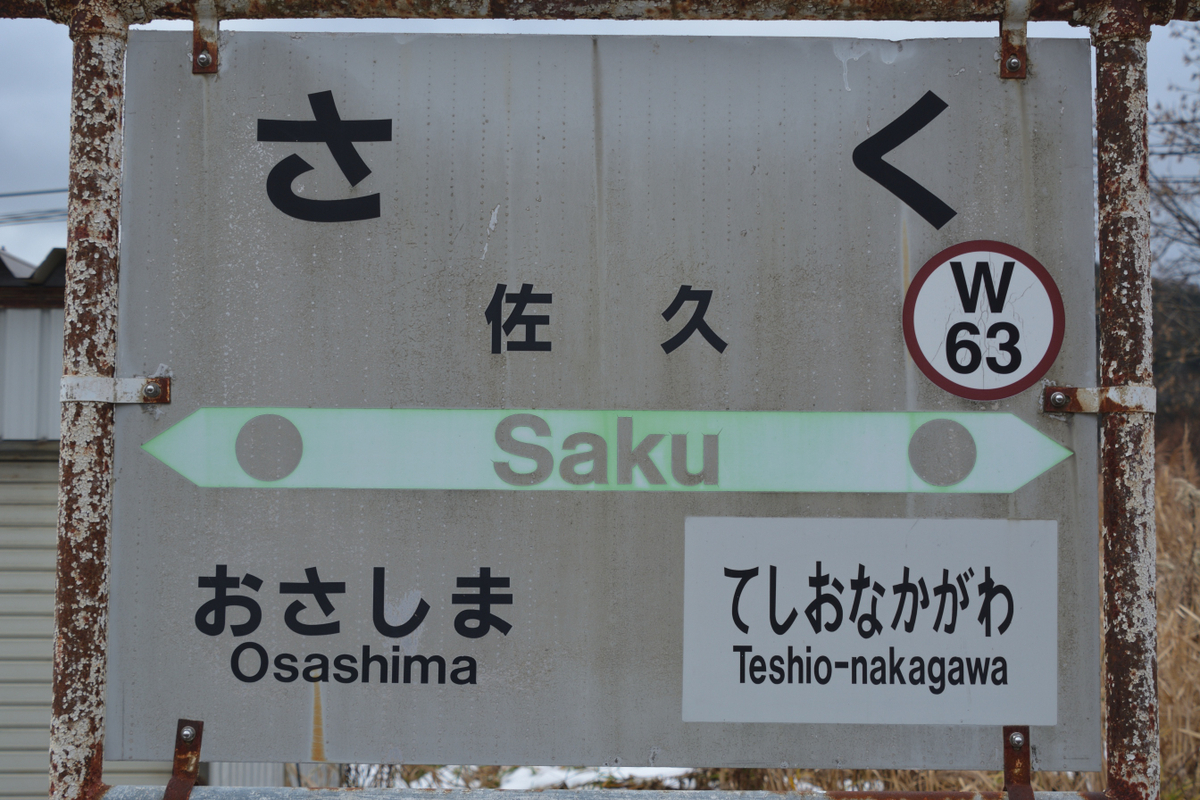 さく
佐久
W
63
Saku
おさしま
Osashima
てしおなかがわ
Teshio-nakagawa